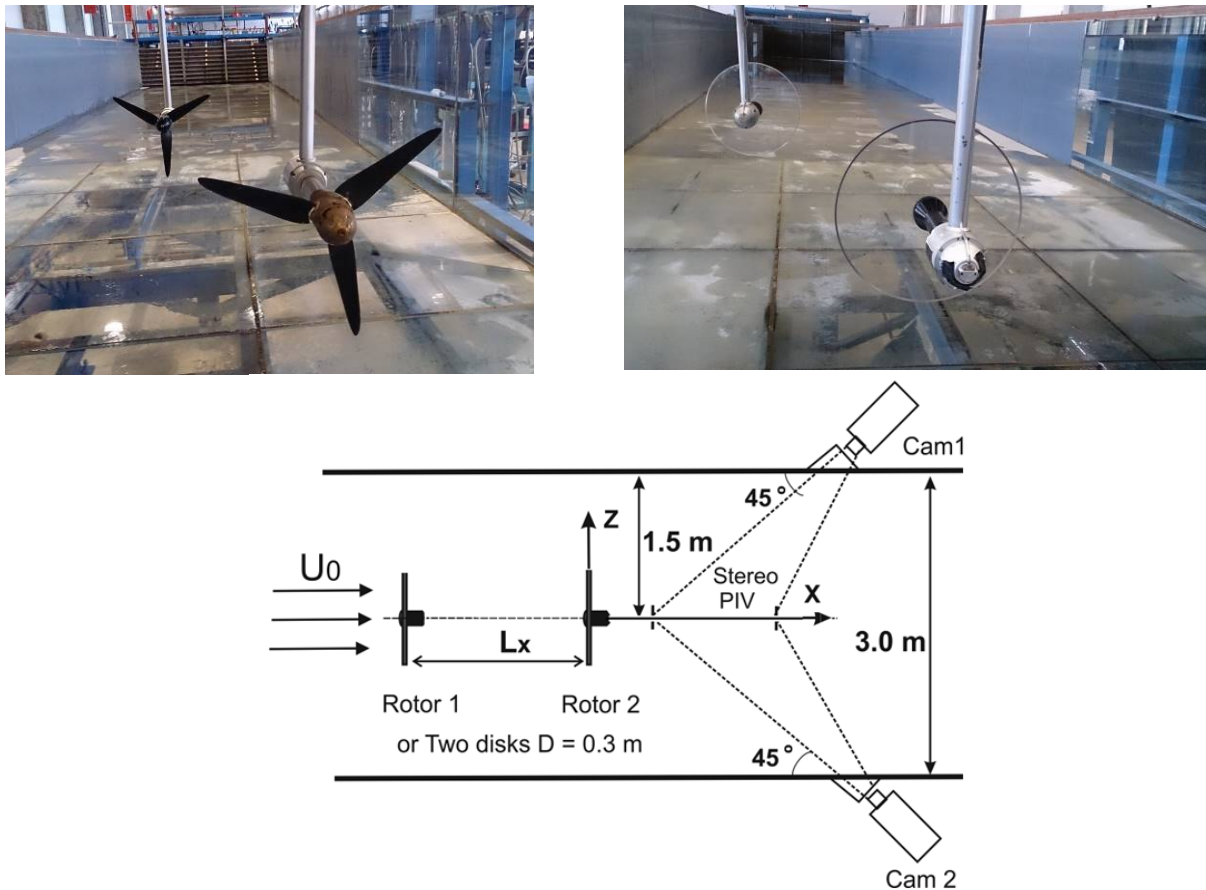 Cam1
45°
Z
1.5 m
U0
Stereo
PIV
X
Lx
3.0 m
Rotor 1
Rotor 2
or Two disks D = 0.3 m
45°
Cam 2